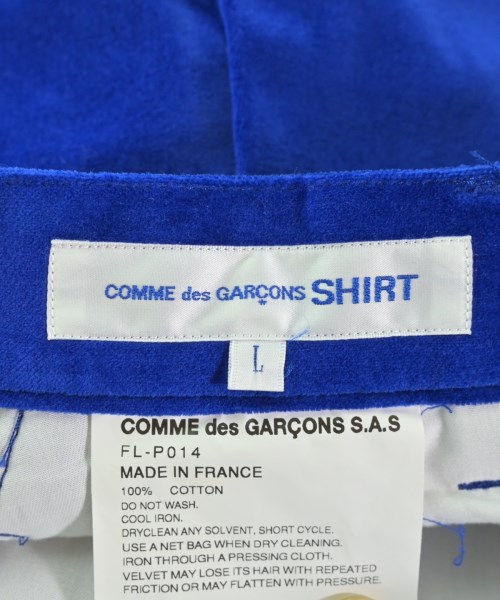 COMME des GARÇONS SHIRT
L
COMME des GARÇONS S.A.S
FL-P014
MADE IN FRANCE
100% COTTON
DO NOT WASH.
COOL IRON.
DRYCLEAN ANY SOLVENT, SHORT CYCLE.
USE A NET BAG WHEN DRY CLEANING.
IRON THROUGH A PRESSING CLOTH.
VELVET MAY LOSE ITS HAIR WITH REPEATED
FRICTION OR MAY FLATTEN WITH PRESSURE.